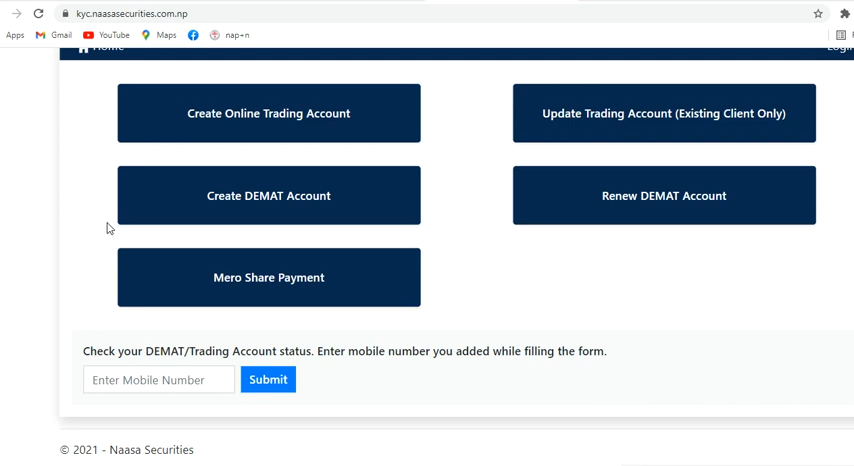 kyc.naasasecurities.com.np
Apps Gmail YouTube Maps nap+n
Home Login
Create Online Trading Account Update Trading Account (Existing Client Only)
Create DEMAT Account Renew DEMAT Account
Mero Share Payment
Check your DEMAT/Trading Account status. Enter mobile number you added while filling the form.
Enter Mobile Number Submit
© 2021 - Naasa Securities